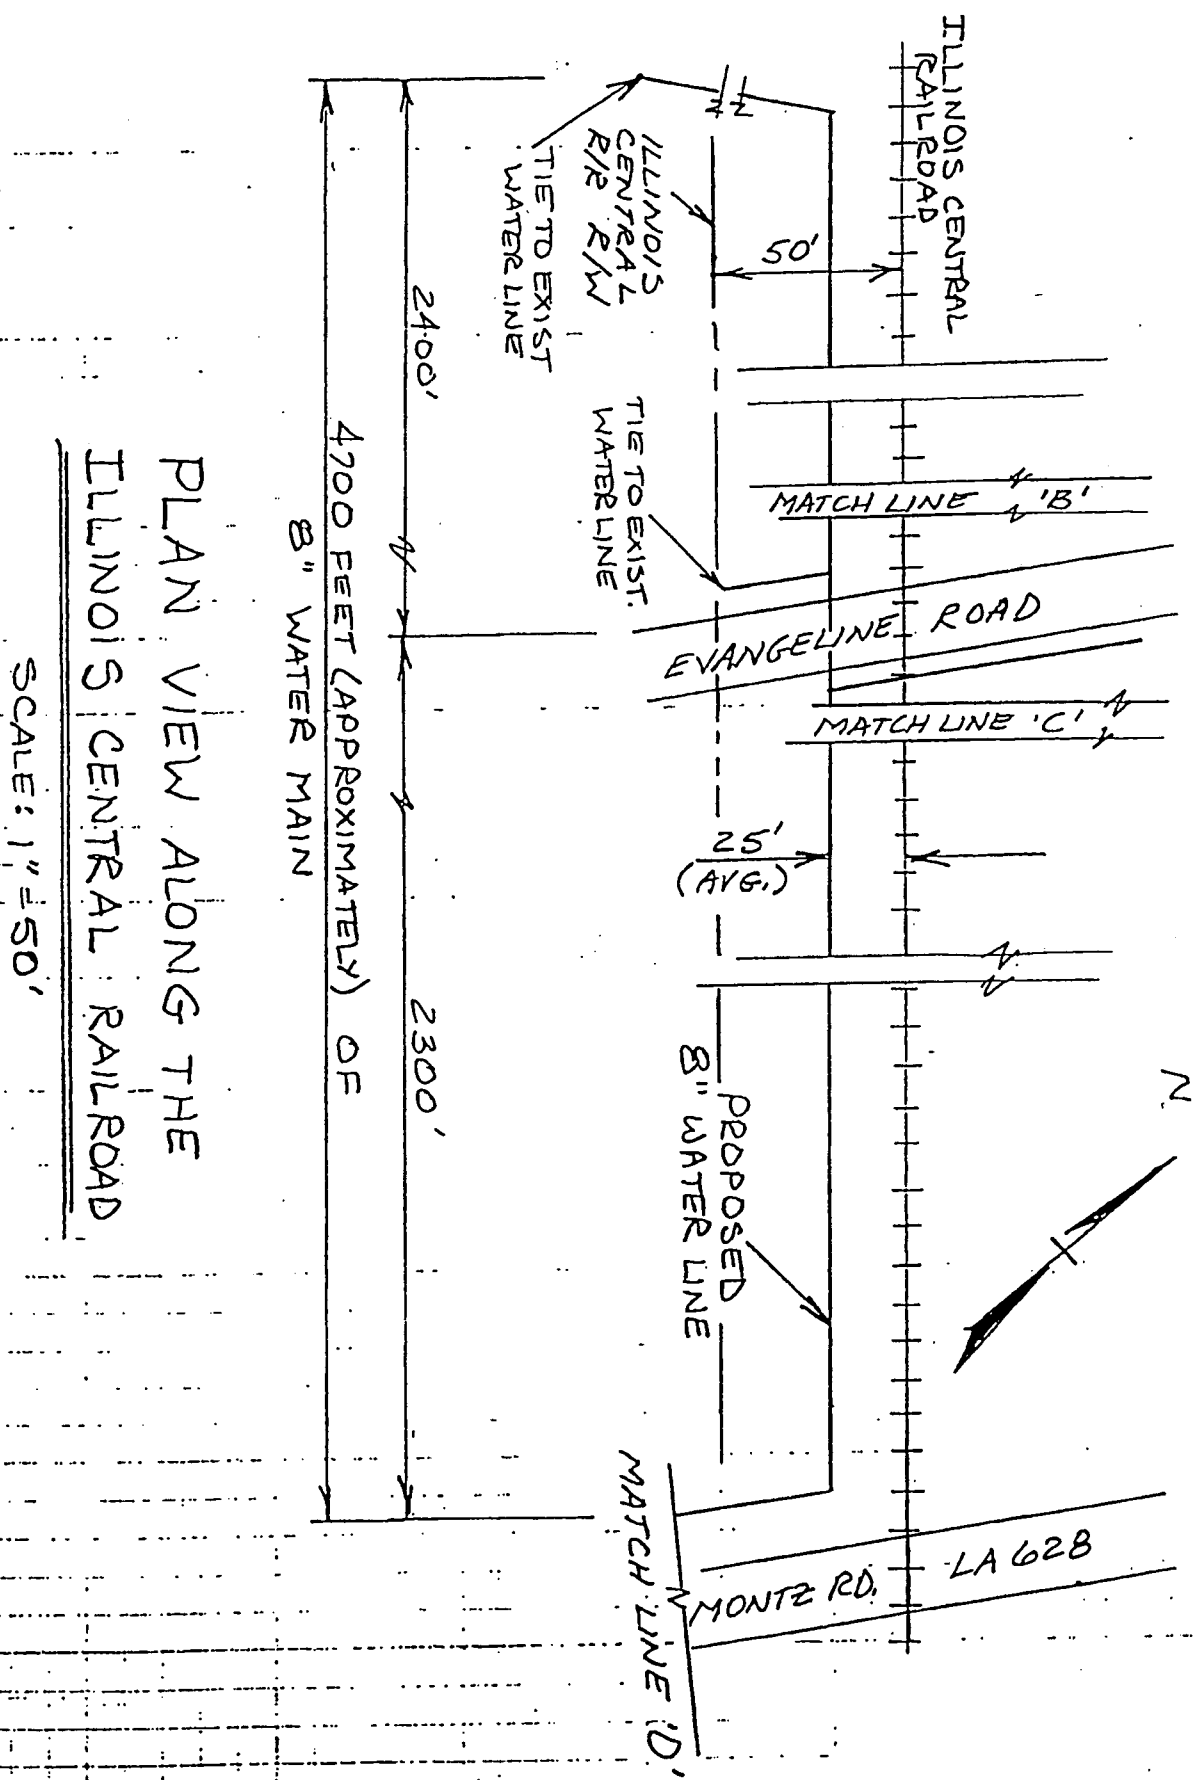 ILLINOIS CENTRAL
RAILROAD
50'
ILLINOIS
CENTRAL
R/R R/W
TIE TO EXIST
WATER LINE
TIE TO EXIST.
WATER LINE
MATCH LINE 'B'
EVANGELINE ROAD
MATCH LINE 'C'
25'
(AVG.)
N
PROPOSED
8" WATER LINE
LA 628
MONTZ RD.
MATCH LINE 'D'
2400'
2300'
4700 FEET (APPROXIMATELY) OF
8" WATER MAIN
PLAN VIEW ALONG THE
ILLINOIS CENTRAL RAILROAD
SCALE: 1"=50'